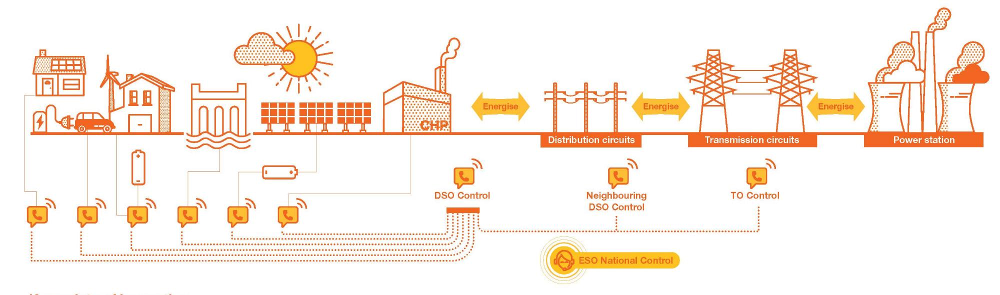 CHP
Energise
Energise
Energise
Distribution circuits
Transmission circuits
Power station
DSO Control
Neighbouring
DSO Control
TO Control
ESO National Control